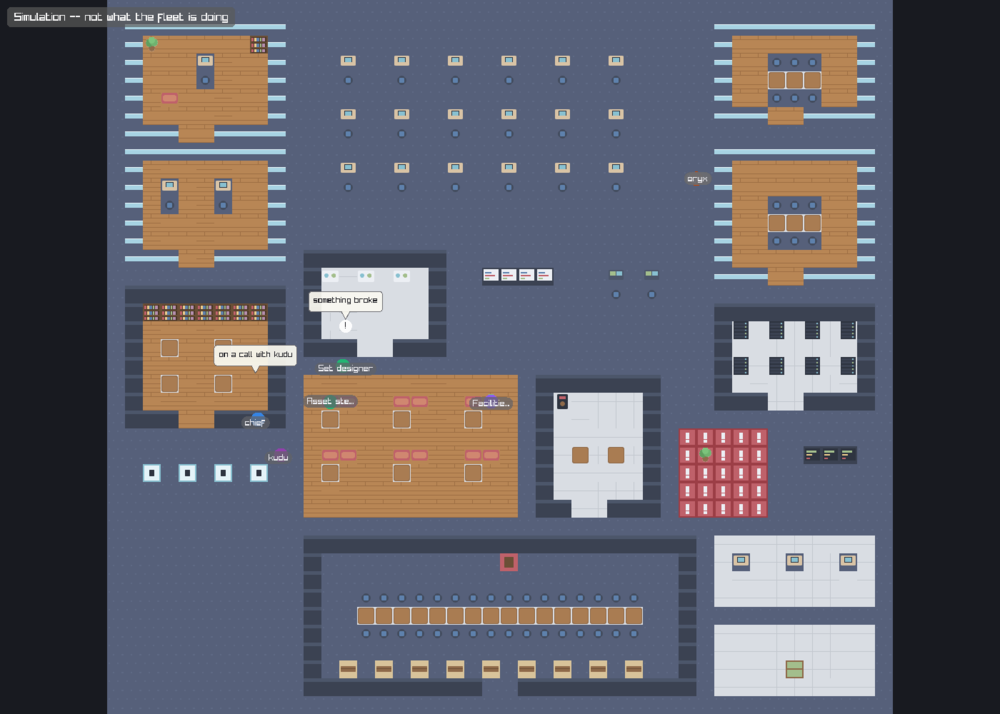 Simulation -- not what the fleet is doing
oryx
something broke
!
on a call with kudu
Set designer
Asset ste...
Facilitie...
chief
kudu